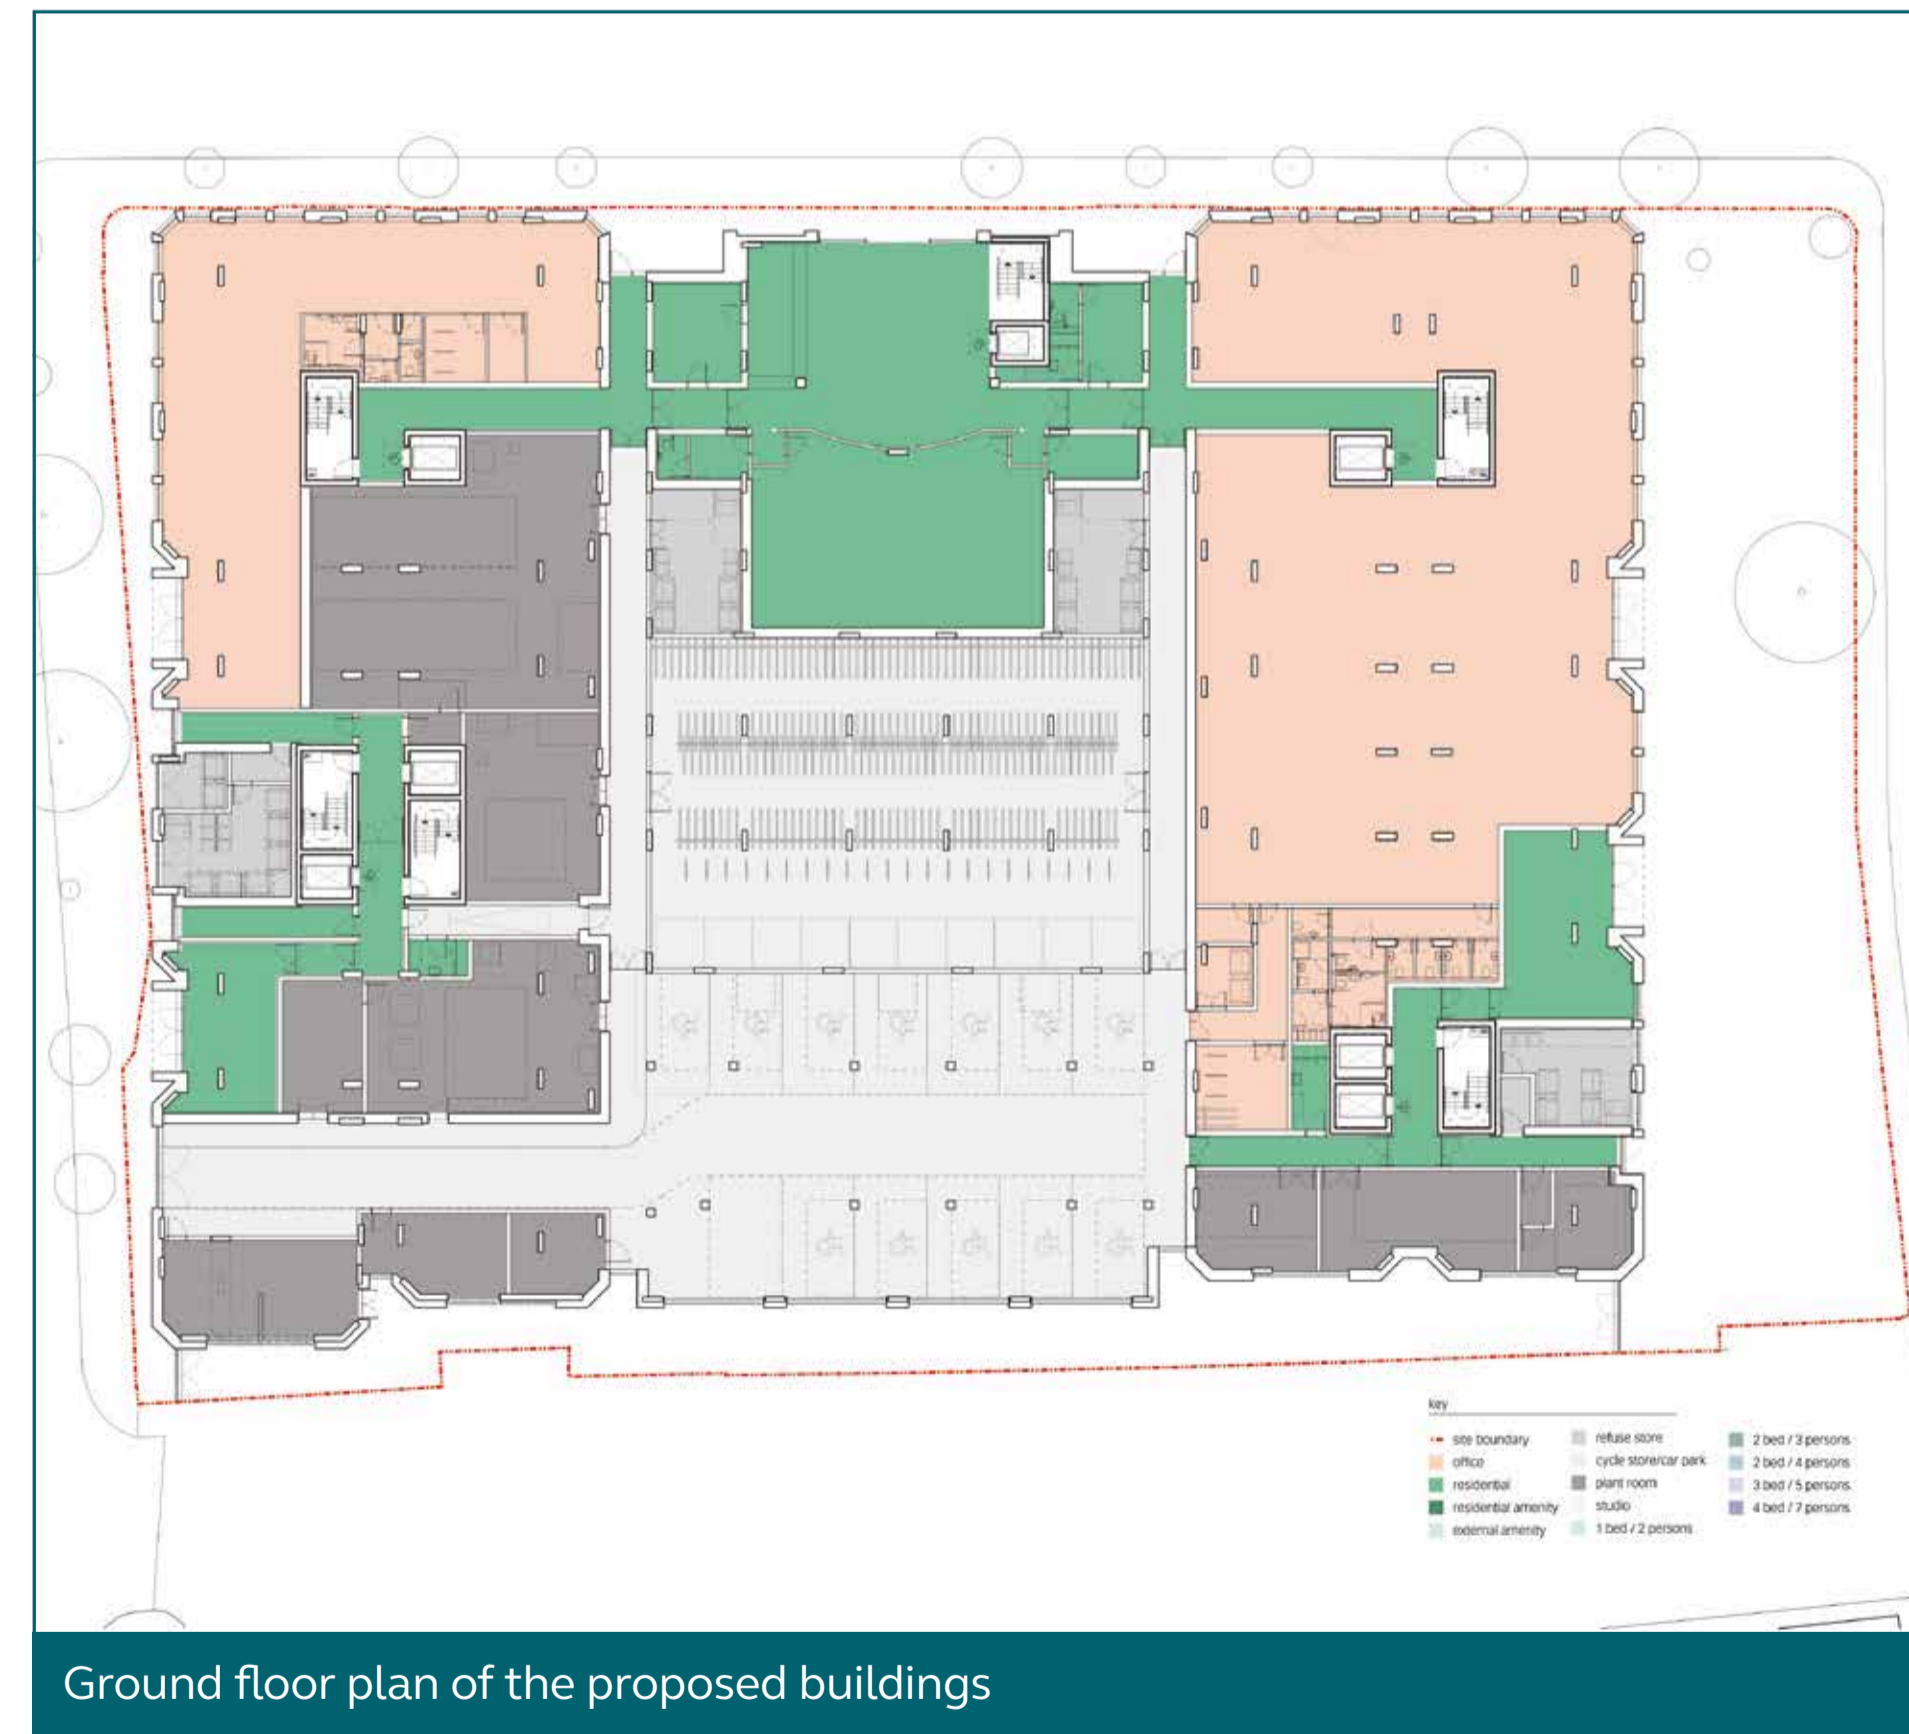 key
site boundary
office
residential
residential amenity
external amenity
refuse store
cycle store/car park
plant room
studio
1 bed / 2 persons
2 bed / 3 persons
2 bed / 4 persons
3 bed / 5 persons
4 bed / 7 persons
Ground floor plan of the proposed buildings